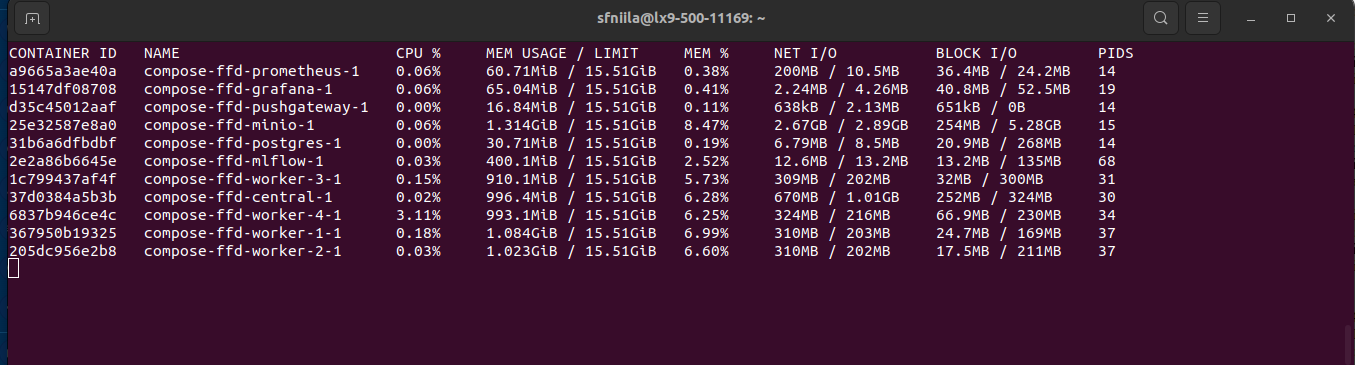 sfniila@lx9-500-11169: ~
CONTAINER ID NAME CPU % MEM USAGE / LIMIT MEM % NET I/O BLOCK I/O PIDS
a9665a3ae40a compose-ffd-prometheus-1 0.06% 60.71MiB / 15.51GiB 0.38% 200MB / 10.5MB 36.4MB / 24.2MB 14
15147df08708 compose-ffd-grafana-1 0.06% 65.04MiB / 15.51GiB 0.41% 2.24MB / 4.26MB 40.8MB / 52.5MB 19
d35c45012aaf compose-ffd-pushgateway-1 0.00% 16.84MiB / 15.51GiB 0.11% 638kB / 2.13MB 651kB / 0B 14
25e32587e8a0 compose-ffd-minio-1 0.06% 1.314GiB / 15.51GiB 8.47% 2.67GB / 2.89GB 254MB / 5.28GB 15
31b6a6dfbdbf compose-ffd-postgres-1 0.00% 30.71MiB / 15.51GiB 0.19% 6.79MB / 8.5MB 20.9MB / 268MB 14
2e2a86b6645e compose-ffd-mlflow-1 0.03% 400.1MiB / 15.51GiB 2.52% 12.6MB / 13.2MB 13.2MB / 135MB 68
1c799437af4f compose-ffd-worker-3-1 0.15% 910.1MiB / 15.51GiB 5.73% 309MB / 202MB 32MB / 300MB 31
37d0384a5b3b compose-ffd-central-1 0.02% 996.4MiB / 15.51GiB 6.28% 670MB / 1.01GB 252MB / 324MB 30
6837b946ce4c compose-ffd-worker-4-1 3.11% 993.1MiB / 15.51GiB 6.25% 324MB / 216MB 66.9MB / 230MB 34
367950b19325 compose-ffd-worker-1-1 0.18% 1.084GiB / 15.51GiB 6.99% 310MB / 203MB 24.7MB / 169MB 37
205dc956e2b8 compose-ffd-worker-2-1 0.03% 1.023GiB / 15.51GiB 6.60% 310MB / 202MB 17.5MB / 211MB 37